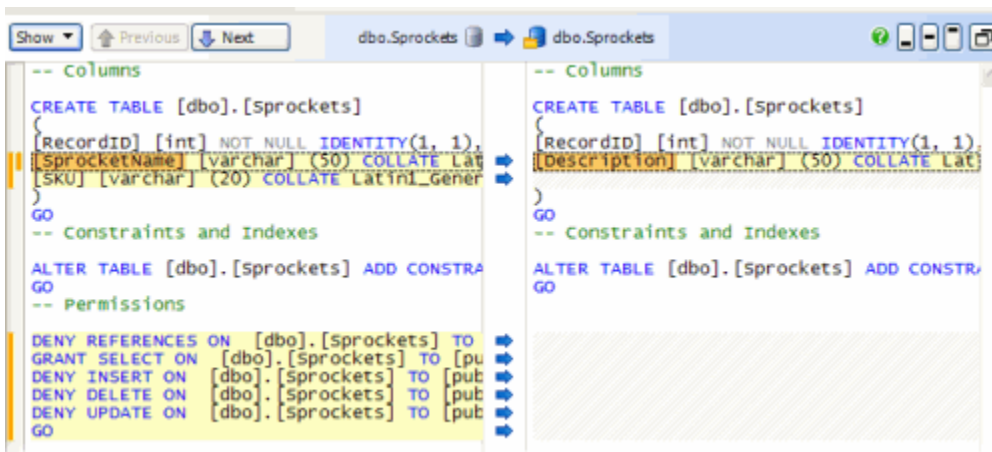 Show Previous Next dbo.Sprockets dbo.Sprockets
-- Columns
CREATE TABLE [dbo].[Sprockets]
(
[RecordID] [int] NOT NULL IDENTITY(1, 1),
[SprocketName] [varchar] (50) COLLATE Lat
[SKU] [varchar] (20) COLLATE Latin1_Gener
)
GO
-- Constraints and Indexes
ALTER TABLE [dbo].[Sprockets] ADD CONSTRA
GO
-- Permissions
DENY REFERENCES ON [dbo].[Sprockets] TO
GRANT SELECT ON [dbo].[Sprockets] TO [pu
DENY INSERT ON [dbo].[Sprockets] TO [pub
DENY DELETE ON [dbo].[Sprockets] TO [pub
DENY UPDATE ON [dbo].[Sprockets] TO [pub
GO
-- Columns
CREATE TABLE [dbo].[Sprockets]
(
[RecordID] [int] NOT NULL IDENTITY(1, 1),
[Description] [varchar] (50) COLLATE Lat
)
GO
-- Constraints and Indexes
ALTER TABLE [dbo].[Sprockets] ADD CONSTR
GO